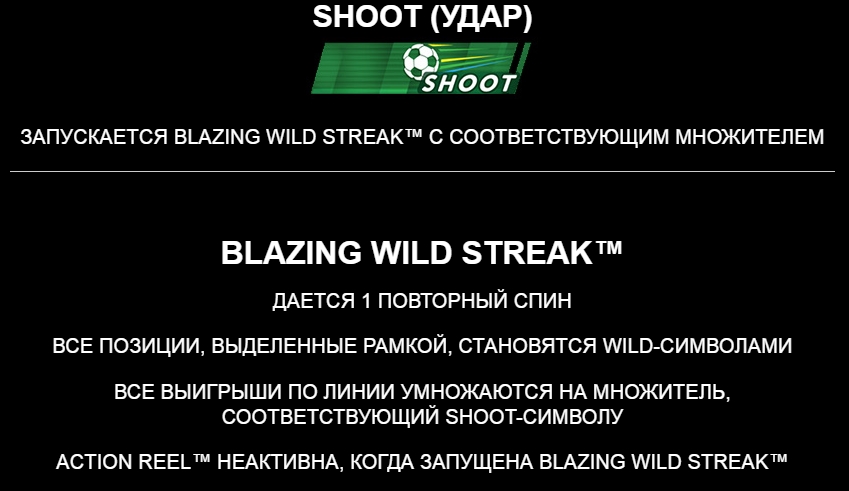 SHOOT (УДАР)
SHOOT
ЗАПУСКАЕТСЯ BLAZING WILD STREAK™ С СООТВЕТСТВУЮЩИМ МНОЖИТЕЛЕМ
BLAZING WILD STREAK™
ДАЕТСЯ 1 ПОВТОРНЫЙ СПИН
ВСЕ ПОЗИЦИИ, ВЫДЕЛЕННЫЕ РАМКОЙ, СТАНОВЯТСЯ WILD-СИМВОЛАМИ
ВСЕ ВЫИГРЫШИ ПО ЛИНИИ УМНОЖАЮТСЯ НА МНОЖИТЕЛЬ,
СООТВЕТСТВУЮЩИЙ SHOOT-СИМВОЛУ
ACTION REEL™ НЕАКТИВНА, КОГДА ЗАПУЩЕНА BLAZING WILD STREAK™